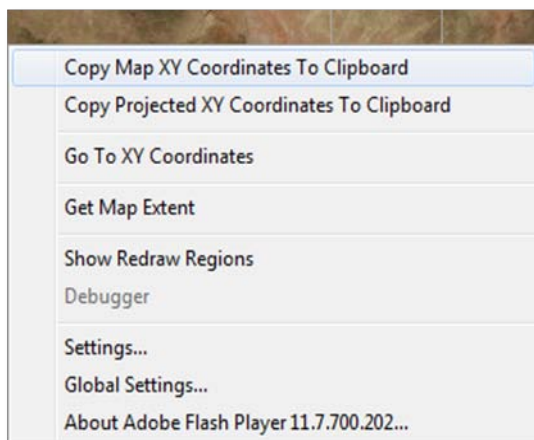 Copy Map XY Coordinates To Clipboard
Copy Projected XY Coordinates To Clipboard
Go To XY Coordinates
Get Map Extent
Show Redraw Regions
Debugger
Settings...
Global Settings...
About Adobe Flash Player 11.7.700.202...